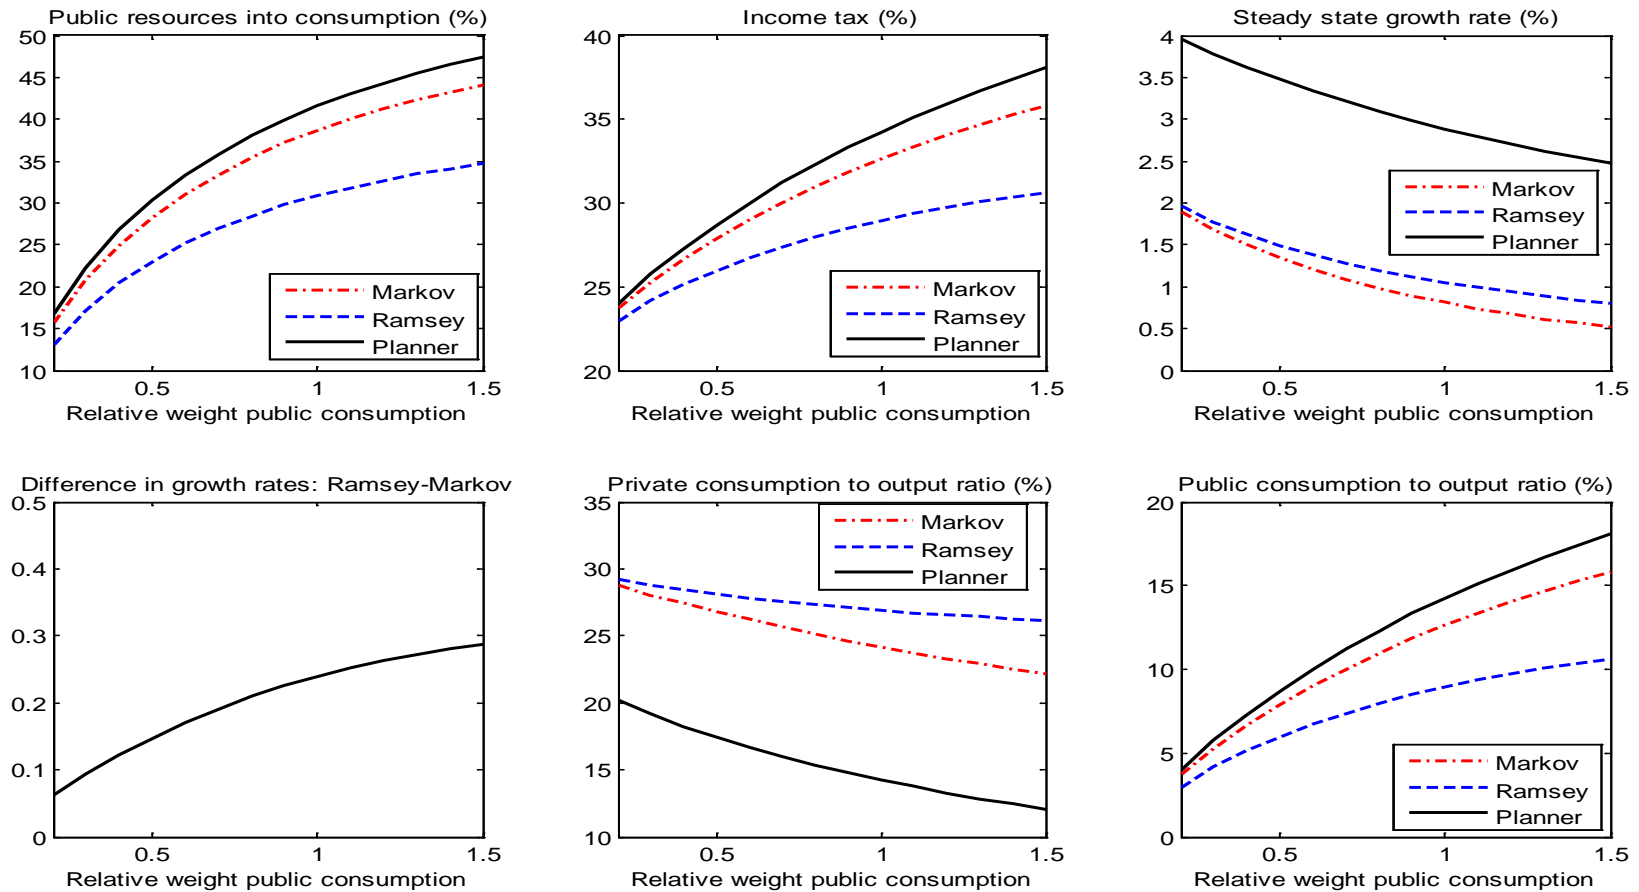 Public resources into consumption (%)
50
45
40
35
30
25
20
15
10
0.5
1
1.5
Markov
Ramsey
Planner
Relative weight public consumption
Income tax (%)
40
35
30
25
20
0.5
1
1.5
Markov
Ramsey
Planner
Relative weight public consumption
Steady state growth rate (%)
4
3.5
3
2.5
2
1.5
1
0.5
0
0.5
1
1.5
Markov
Ramsey
Planner
Relative weight public consumption
Difference in growth rates: Ramsey-Markov
0.5
0.4
0.3
0.2
0.1
0
0.5
1
1.5
Relative weight public consumption
Private consumption to output ratio (%)
35
30
25
20
15
10
0.5
1
1.5
Markov
Ramsey
Planner
Relative weight public consumption
Public consumption to output ratio (%)
20
15
10
5
0
0.5
1
1.5
Markov
Ramsey
Planner
Relative weight public consumption